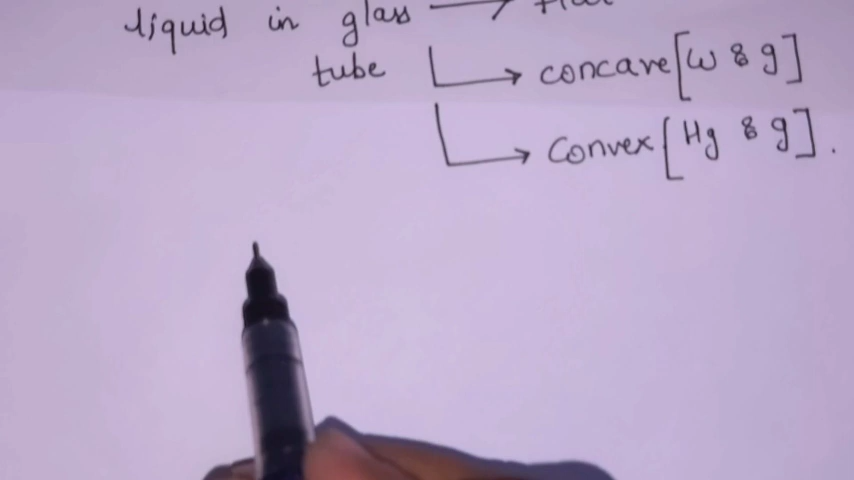 liquid in glass →
tube → concave [w & g]
→ Convex [Hg & g].